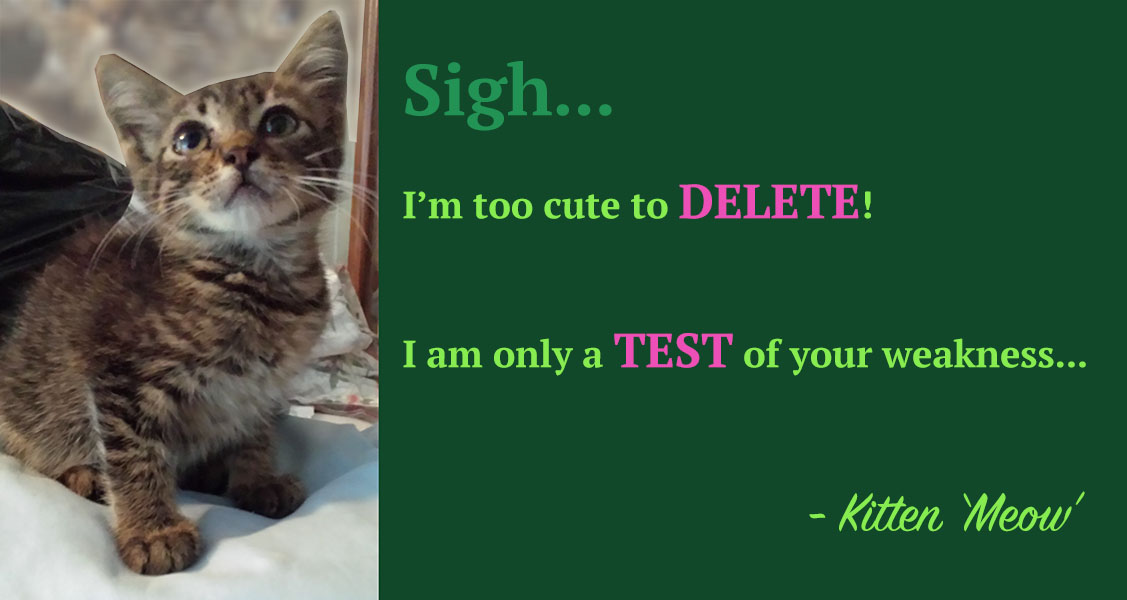 Sigh...
I’m too cute to DELETE!
I am only a TEST of your weakness...
- Kitten ‘Meow’